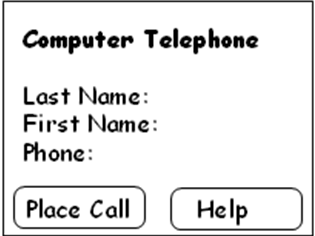 Computer Telephone
Last Name:
First Name:
Phone:
Place Call Help